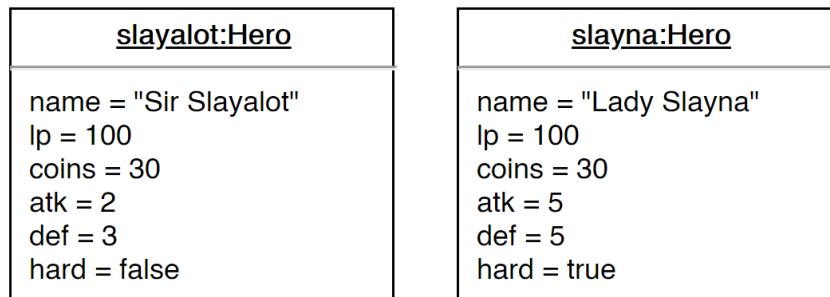 slayalot:Hero
name = "Sir Slayalot"
lp = 100
coins = 30
atk = 2
def = 3
hard = false
slayna:Hero
name = "Lady Slayna"
lp = 100
coins = 30
atk = 5
def = 5
hard = true